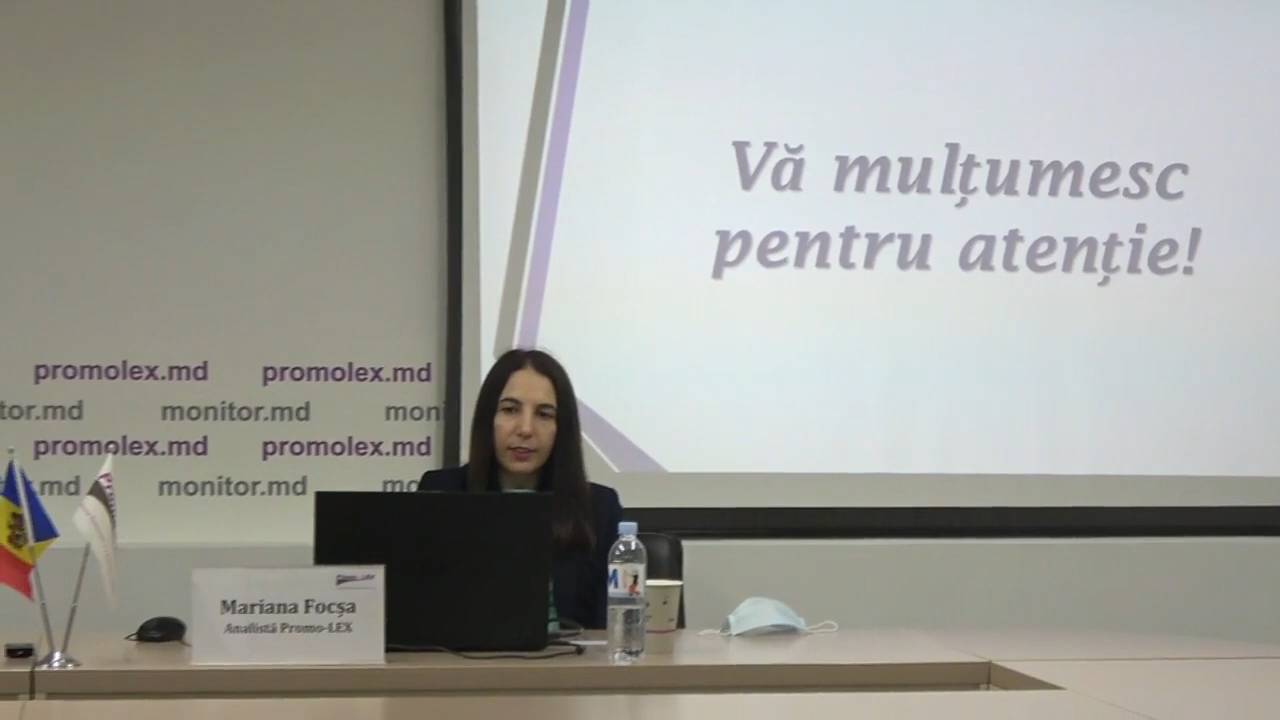 Vă mulțumesc
pentru atenție!
promolex.md promolex.md
tor.md monitor.md moni
promolex.md promolex.md
.md monitor.md mo
Mariana Focșa
Analistă Promo-LEX